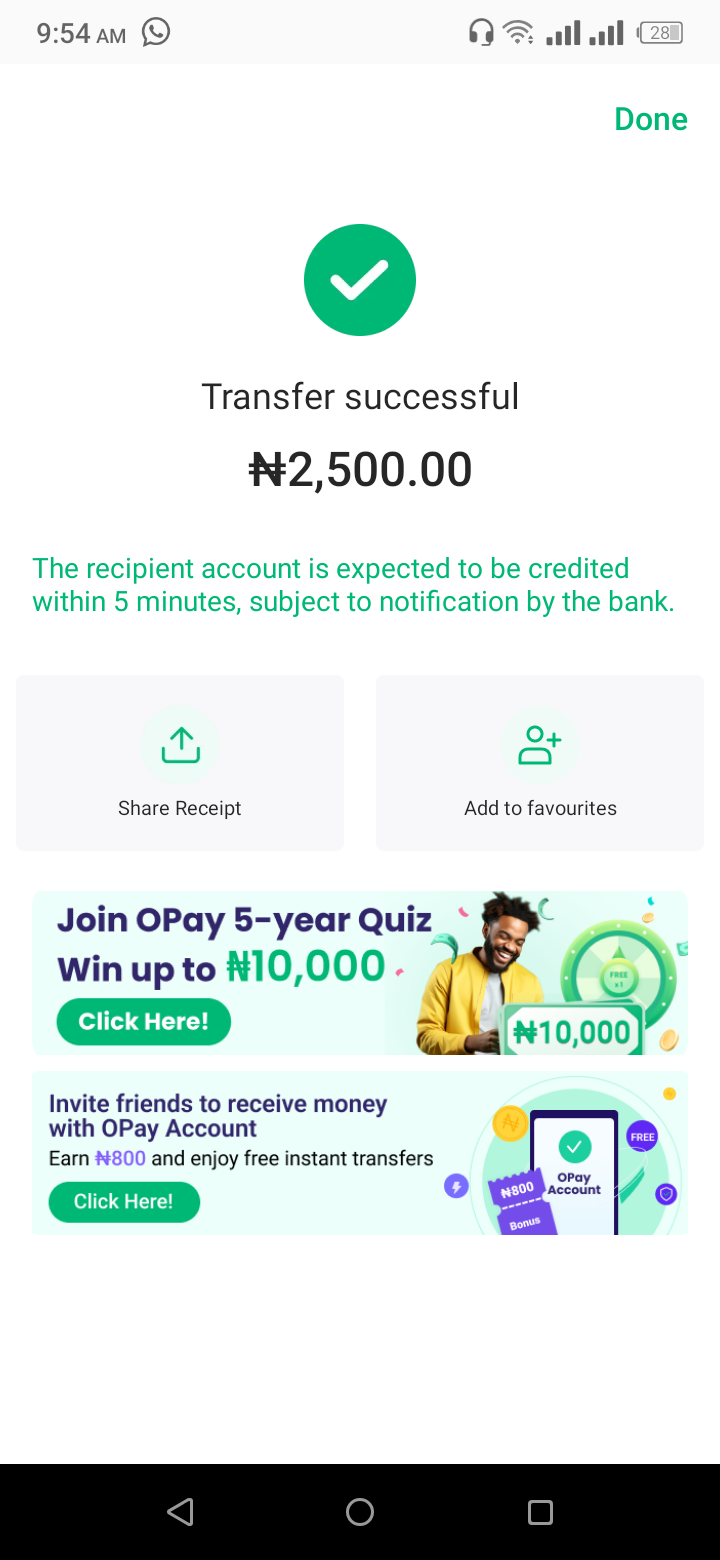 9:54 AM
28
Done
Transfer successful
₦2,500.00
The recipient account is expected to be credited
within 5 minutes, subject to notification by the bank.
Share Receipt
Add to favourites
Join OPay 5-year Quiz
Win up to ₦10,000
Click Here!
FREE
x1
₦10,000
Invite friends to receive money
with OPay Account
Earn ₦800 and enjoy free instant transfers
Click Here!
FREE
OPay
Account
₦800
Bonus